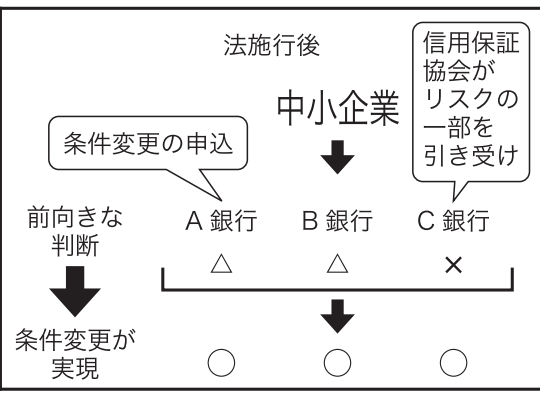 法施行後
信用保証
協会が
リスクの
一部を
引き受け
中小企業
条件変更の申込
前向きな
判断
A 銀行 B 銀行 C 銀行
△ △ ×
条件変更が
実現
○ ○ ○